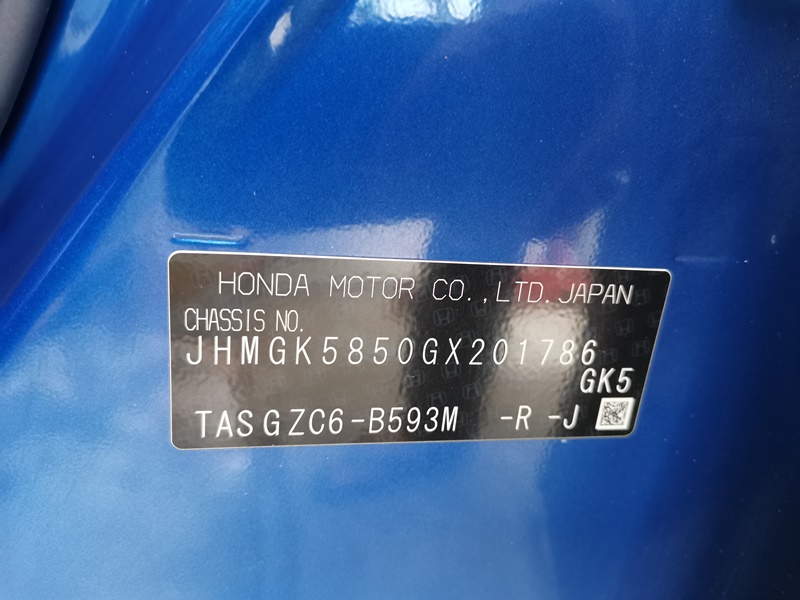 HONDA MOTOR CO.,LTD.JAPAN
CHASSIS NO.
JHMGK5850GX201786
GK5
TASGZC6-B593M -R -J